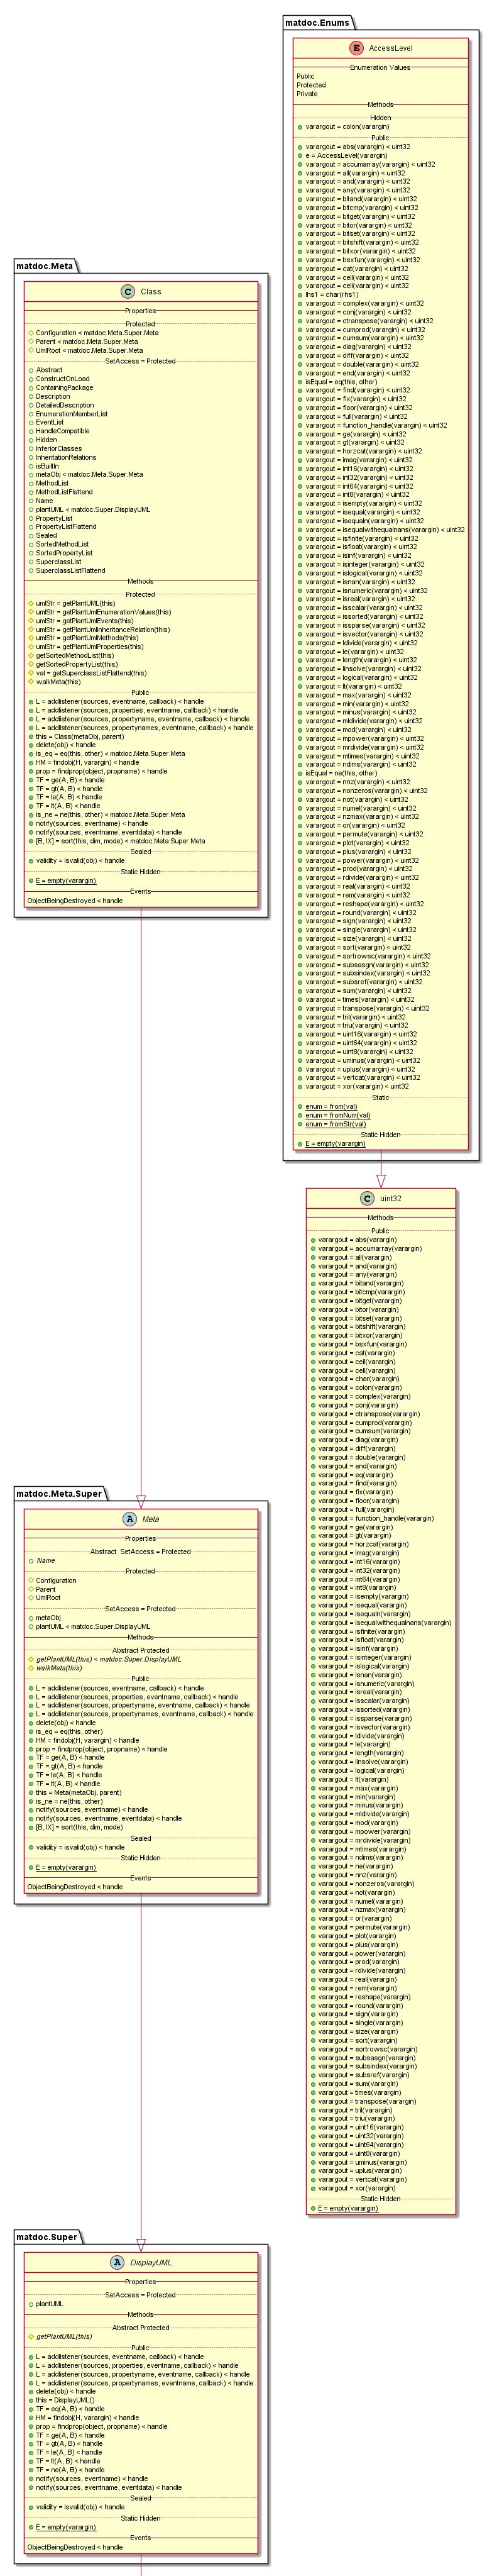 matdoc.Enums
AccessLevel
Enumeration Values
Public
Protected
Private
Methods
Hidden
varargout = colon(varargin)
Public
varargout = abs(varargin) < uint32
e = AccessLevel(varargin)
varargout = accumarray(varargin) < uint32
varargout = all(varargin) < uint32
varargout = and(varargin) < uint32
varargout = any(varargin) < uint32
varargout = bitand(varargin) < uint32
varargout = bitcmp(varargin) < uint32
varargout = bitget(varargin) < uint32
varargout = bitor(varargin) < uint32
varargout = bitset(varargin) < uint32
varargout = bitshift(varargin) < uint32
varargout = bitxor(varargin) < uint32
varargout = bsxfun(varargin) < uint32
varargout = cat(varargin) < uint32
varargout = ceil(varargin) < uint32
varargout = cell(varargin) < uint32
lhs1 = char(rhs1)
varargout = complex(varargin) < uint32
varargout = conj(varargin) < uint32
varargout = ctranspose(varargin) < uint32
varargout = cumprod(varargin) < uint32
varargout = cumsum(varargin) < uint32
varargout = diag(varargin) < uint32
varargout = diff(varargin) < uint32
varargout = double(varargin) < uint32
varargout = end(varargin) < uint32
isEqual = eq(this, other)
varargout = find(varargin) < uint32
varargout = fix(varargin) < uint32
varargout = floor(varargin) < uint32
varargout = full(varargin) < uint32
varargout = function_handle(varargin) < uint32
varargout = ge(varargin) < uint32
varargout = gt(varargin) < uint32
varargout = horzcat(varargin) < uint32
varargout = imag(varargin) < uint32
varargout = int16(varargin) < uint32
varargout = int32(varargin) < uint32
varargout = int64(varargin) < uint32
varargout = int8(varargin) < uint32
varargout = isempty(varargin) < uint32
varargout = isequal(varargin) < uint32
varargout = isequaln(varargin) < uint32
varargout = isequalwithequalnans(varargin) < uint32
varargout = isfinite(varargin) < uint32
varargout = isfloat(varargin) < uint32
varargout = isinf(varargin) < uint32
varargout = isinteger(varargin) < uint32
varargout = islogical(varargin) < uint32
varargout = isnan(varargin) < uint32
varargout = isnumeric(varargin) < uint32
varargout = isreal(varargin) < uint32
varargout = isscalar(varargin) < uint32
varargout = issorted(varargin) < uint32
varargout = issparse(varargin) < uint32
varargout = isvector(varargin) < uint32
varargout = ldivide(varargin) < uint32
varargout = le(varargin) < uint32
varargout = length(varargin) < uint32
varargout = linsolve(varargin) < uint32
varargout = logical(varargin) < uint32
varargout = lt(varargin) < uint32
varargout = max(varargin) < uint32
varargout = min(varargin) < uint32
varargout = minus(varargin) < uint32
varargout = mldivide(varargin) < uint32
varargout = mod(varargin) < uint32
varargout = mpower(varargin) < uint32
varargout = mrdivide(varargin) < uint32
varargout = mtimes(varargin) < uint32
varargout = ndims(varargin) < uint32
isEqual = ne(this, other)
varargout = nnz(varargin) < uint32
varargout = nonzeros(varargin) < uint32
varargout = not(varargin) < uint32
varargout = numel(varargin) < uint32
varargout = nzmax(varargin) < uint32
varargout = or(varargin) < uint32
varargout = permute(varargin) < uint32
varargout = plot(varargin) < uint32
varargout = plus(varargin) < uint32
varargout = power(varargin) < uint32
varargout = prod(varargin) < uint32
varargout = rdivide(varargin) < uint32
varargout = real(varargin) < uint32
varargout = rem(varargin) < uint32
varargout = reshape(varargin) < uint32
varargout = round(varargin) < uint32
varargout = sign(varargin) < uint32
varargout = single(varargin) < uint32
varargout = size(varargin) < uint32
varargout = sort(varargin) < uint32
varargout = sortrowsc(varargin) < uint32
varargout = subsasgn(varargin) < uint32
varargout = subsindex(varargin) < uint32
varargout = subsref(varargin) < uint32
varargout = sum(varargin) < uint32
varargout = times(varargin) < uint32
varargout = transpose(varargin) < uint32
varargout = tril(varargin) < uint32
varargout = triu(varargin) < uint32
varargout = uint16(varargin) < uint32
varargout = uint64(varargin) < uint32
varargout = uint8(varargin) < uint32
varargout = uminus(varargin) < uint32
varargout = uplus(varargin) < uint32
varargout = vertcat(varargin) < uint32
varargout = xor(varargin) < uint32
Static
enum = from(val)
enum = fromNum(val)
enum = fromStr(val)
Static Hidden
E = empty(varargin)
matdoc.Meta
Class
Properties
Protected
Configuration < matdoc.Meta.Super.Meta
Parent < matdoc.Meta.Super.Meta
UmlRoot < matdoc.Meta.Super.Meta
SetAccess = Protected
Abstract
ConstructOnLoad
ContainingPackage
Description
DetailedDescription
EnumerationMemberList
EventList
HandleCompatible
Hidden
InferiorClasses
InheritationRelations
isBuiltIn
metaObj < matdoc.Meta.Super.Meta
MethodList
MethodListFlattend
Name
plantUML < matdoc.Super.DisplayUML
PropertyList
PropertyListFlattend
Sealed
SortedMethodList
SortedPropertyList
SuperclassList
SuperclassListFlattend
Methods
Protected
umlStr = getPlantUML(this)
umlStr = getPlantUmlEnumerationValues(this)
umlStr = getPlantUmlEvents(this)
umlStr = getPlantUmlInheritanceRelation(this)
umlStr = getPlantUmlMethods(this)
umlStr = getPlantUmlProperties(this)
getSortedMethodList(this)
getSortedPropertyList(this)
val = getSuperclassListFlattend(this)
walkMeta(this)
Public
L = addlistener(sources, eventname, callback) < handle
L = addlistener(sources, properties, eventname, callback) < handle
L = addlistener(sources, propertyname, eventname, callback) < handle
L = addlistener(sources, propertynames, eventname, callback) < handle
this = Class(metaObj, parent)
delete(obj) < handle
is_eq = eq(this, other) < matdoc.Meta.Super.Meta
HM = findobj(H, varargin) < handle
prop = findprop(object, propname) < handle
TF = ge(A, B) < handle
TF = gt(A, B) < handle
TF = le(A, B) < handle
TF = lt(A, B) < handle
is_ne = ne(this, other) < matdoc.Meta.Super.Meta
notify(sources, eventname) < handle
notify(sources, eventname, eventdata) < handle
[B, IX] = sort(this, dim, mode) < matdoc.Meta.Super.Meta
Sealed
validity = isvalid(obj) < handle
Static Hidden
E = empty(varargin)
Events
ObjectBeingDestroyed < handle
uint32
Methods
Public
varargout = abs(varargin)
varargout = accumarray(varargin)
varargout = all(varargin)
varargout = and(varargin)
varargout = any(varargin)
varargout = bitand(varargin)
varargout = bitcmp(varargin)
varargout = bitget(varargin)
varargout = bitor(varargin)
varargout = bitset(varargin)
varargout = bitshift(varargin)
varargout = bitxor(varargin)
varargout = bsxfun(varargin)
varargout = cat(varargin)
varargout = ceil(varargin)
varargout = cell(varargin)
varargout = char(varargin)
varargout = colon(varargin)
varargout = complex(varargin)
varargout = conj(varargin)
varargout = ctranspose(varargin)
varargout = cumprod(varargin)
varargout = cumsum(varargin)
varargout = diag(varargin)
varargout = diff(varargin)
varargout = double(varargin)
varargout = end(varargin)
varargout = eq(varargin)
varargout = find(varargin)
varargout = fix(varargin)
varargout = floor(varargin)
varargout = full(varargin)
varargout = function_handle(varargin)
varargout = ge(varargin)
varargout = gt(varargin)
varargout = horzcat(varargin)
varargout = imag(varargin)
varargout = int16(varargin)
varargout = int32(varargin)
varargout = int64(varargin)
varargout = int8(varargin)
varargout = isempty(varargin)
varargout = isequal(varargin)
varargout = isequaln(varargin)
varargout = isequalwithequalnans(varargin)
varargout = isfinite(varargin)
varargout = isfloat(varargin)
varargout = isinf(varargin)
varargout = isinteger(varargin)
varargout = islogical(varargin)
varargout = isnan(varargin)
varargout = isnumeric(varargin)
varargout = isreal(varargin)
varargout = isscalar(varargin)
varargout = issorted(varargin)
varargout = issparse(varargin)
varargout = isvector(varargin)
varargout = ldivide(varargin)
varargout = le(varargin)
varargout = length(varargin)
varargout = linsolve(varargin)
varargout = logical(varargin)
varargout = lt(varargin)
varargout = max(varargin)
varargout = min(varargin)
varargout = minus(varargin)
varargout = mldivide(varargin)
varargout = mod(varargin)
varargout = mpower(varargin)
varargout = mrdivide(varargin)
varargout = mtimes(varargin)
varargout = ndims(varargin)
varargout = ne(varargin)
varargout = nnz(varargin)
varargout = nonzeros(varargin)
varargout = not(varargin)
varargout = numel(varargin)
varargout = nzmax(varargin)
varargout = or(varargin)
varargout = permute(varargin)
varargout = plot(varargin)
varargout = plus(varargin)
varargout = power(varargin)
varargout = prod(varargin)
varargout = rdivide(varargin)
varargout = real(varargin)
varargout = rem(varargin)
varargout = reshape(varargin)
varargout = round(varargin)
varargout = sign(varargin)
varargout = single(varargin)
varargout = size(varargin)
varargout = sort(varargin)
varargout = sortrowsc(varargin)
varargout = subsasgn(varargin)
varargout = subsindex(varargin)
varargout = subsref(varargin)
varargout = sum(varargin)
varargout = times(varargin)
varargout = transpose(varargin)
varargout = tril(varargin)
varargout = triu(varargin)
varargout = uint16(varargin)
varargout = uint32(varargin)
varargout = uint64(varargin)
varargout = uint8(varargin)
varargout = uminus(varargin)
varargout = uplus(varargin)
varargout = vertcat(varargin)
varargout = xor(varargin)
Static Hidden
E = empty(varargin)
matdoc.Meta.Super
Meta
Properties
Abstract SetAccess = Protected
Name
Protected
Configuration
Parent
UmlRoot
SetAccess = Protected
metaObj
plantUML < matdoc.Super.DisplayUML
Methods
Abstract Protected
getPlantUML(this) < matdoc.Super.DisplayUML
walkMeta(this)
Public
L = addlistener(sources, eventname, callback) < handle
L = addlistener(sources, properties, eventname, callback) < handle
L = addlistener(sources, propertyname, eventname, callback) < handle
L = addlistener(sources, propertynames, eventname, callback) < handle
delete(obj) < handle
is_eq = eq(this, other)
HM = findobj(H, varargin) < handle
prop = findprop(object, propname) < handle
TF = ge(A, B) < handle
TF = gt(A, B) < handle
TF = le(A, B) < handle
TF = lt(A, B) < handle
this = Meta(metaObj, parent)
is_ne = ne(this, other)
notify(sources, eventname) < handle
notify(sources, eventname, eventdata) < handle
[B, IX] = sort(this, dim, mode)
Sealed
validity = isvalid(obj) < handle
Static Hidden
E = empty(varargin)
Events
ObjectBeingDestroyed < handle
matdoc.Super
DisplayUML
Properties
SetAccess = Protected
plantUML
Methods
Abstract Protected
getPlantUML(this)
Public
L = addlistener(sources, eventname, callback) < handle
L = addlistener(sources, properties, eventname, callback) < handle
L = addlistener(sources, propertyname, eventname, callback) < handle
L = addlistener(sources, propertynames, eventname, callback) < handle
delete(obj) < handle
this = DisplayUML()
TF = eq(A, B) < handle
HM = findobj(H, varargin) < handle
prop = findprop(object, propname) < handle
TF = ge(A, B) < handle
TF = gt(A, B) < handle
TF = le(A, B) < handle
TF = lt(A, B) < handle
TF = ne(A, B) < handle
notify(sources, eventname) < handle
notify(sources, eventname, eventdata) < handle
Sealed
validity = isvalid(obj) < handle
Static Hidden
E = empty(varargin)
Events
ObjectBeingDestroyed < handle